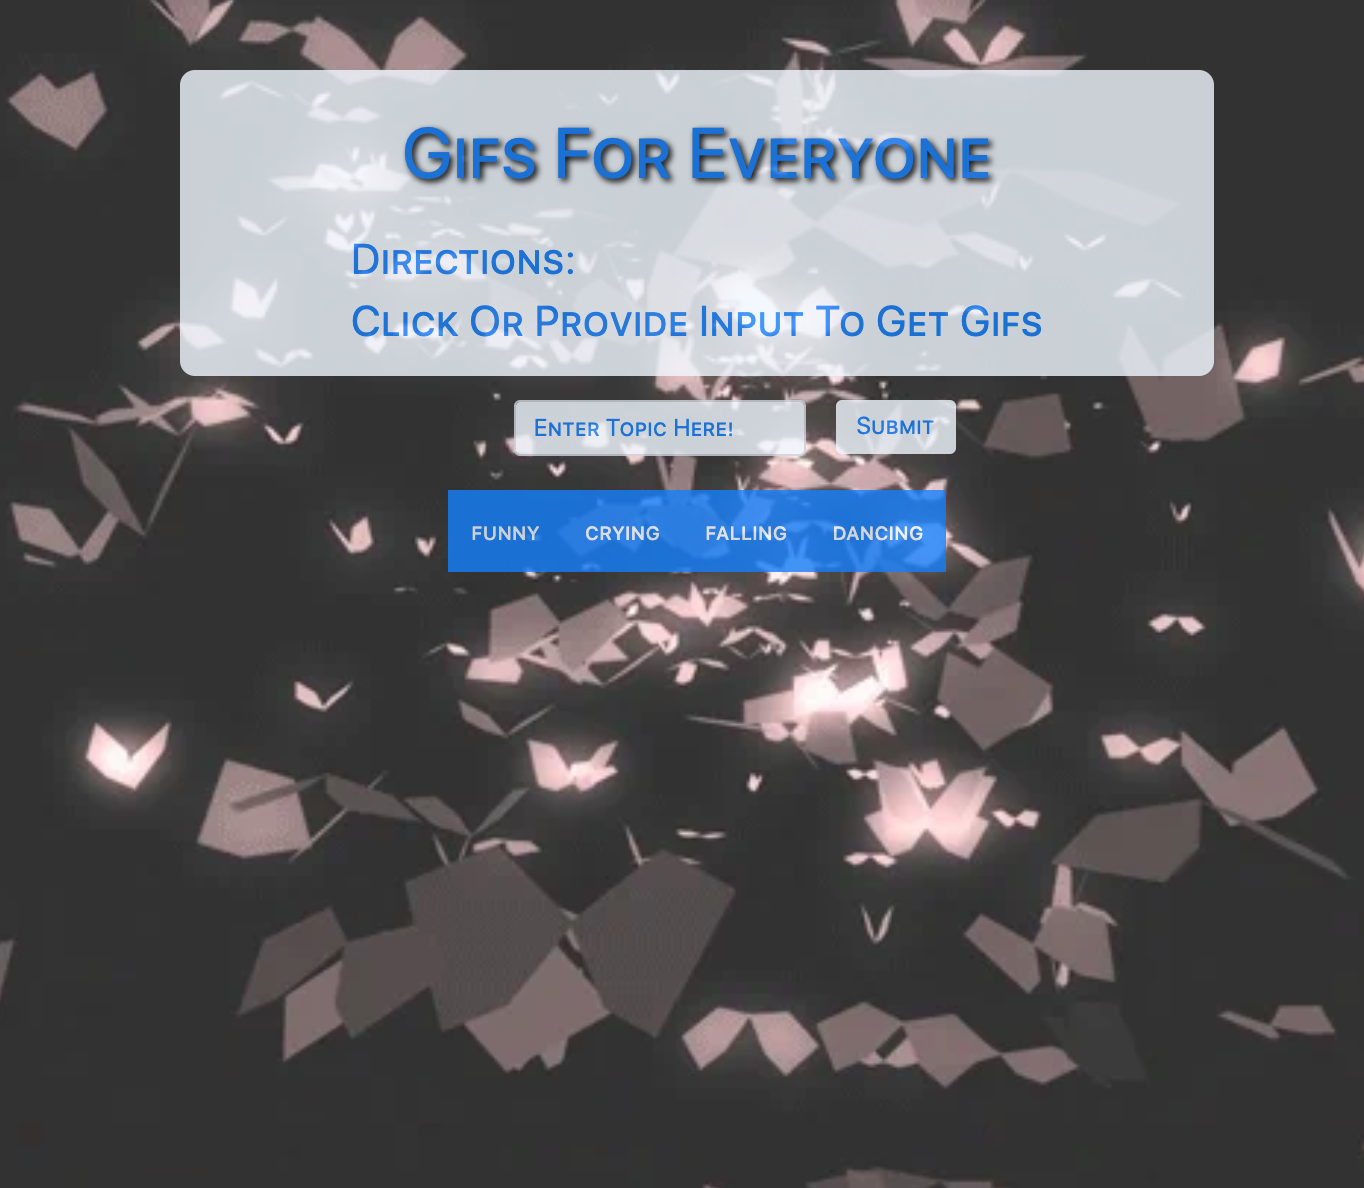 Gifs For Everyone
Directions:
Click Or Provide Input To Get Gifs
Enter Topic Here! Submit
FUNNY CRYING FALLING DANCING